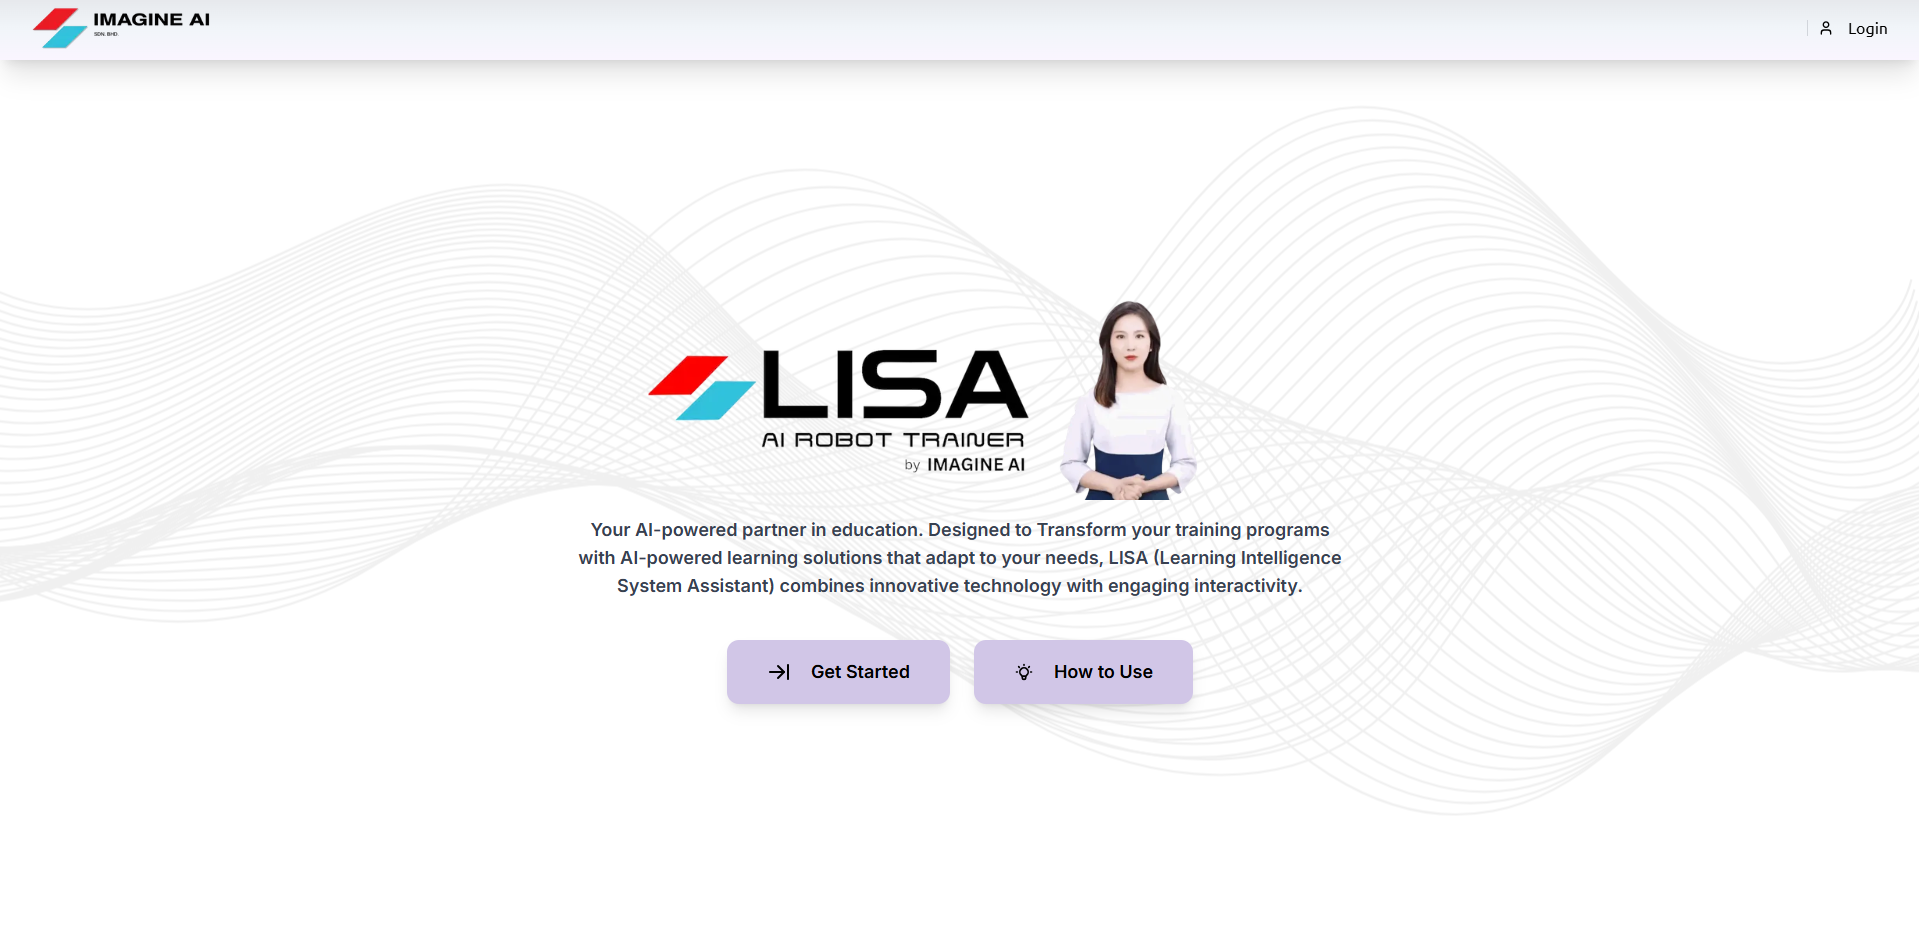 IMAGINE AI
SDN. BHD.
Login
LISA
AI ROBOT TRAINER
by IMAGINE AI
Your AI-powered partner in education. Designed to Transform your training programs
with AI-powered learning solutions that adapt to your needs, LISA (Learning Intelligence
System Assistant) combines innovative technology with engaging interactivity.
Get Started
How to Use